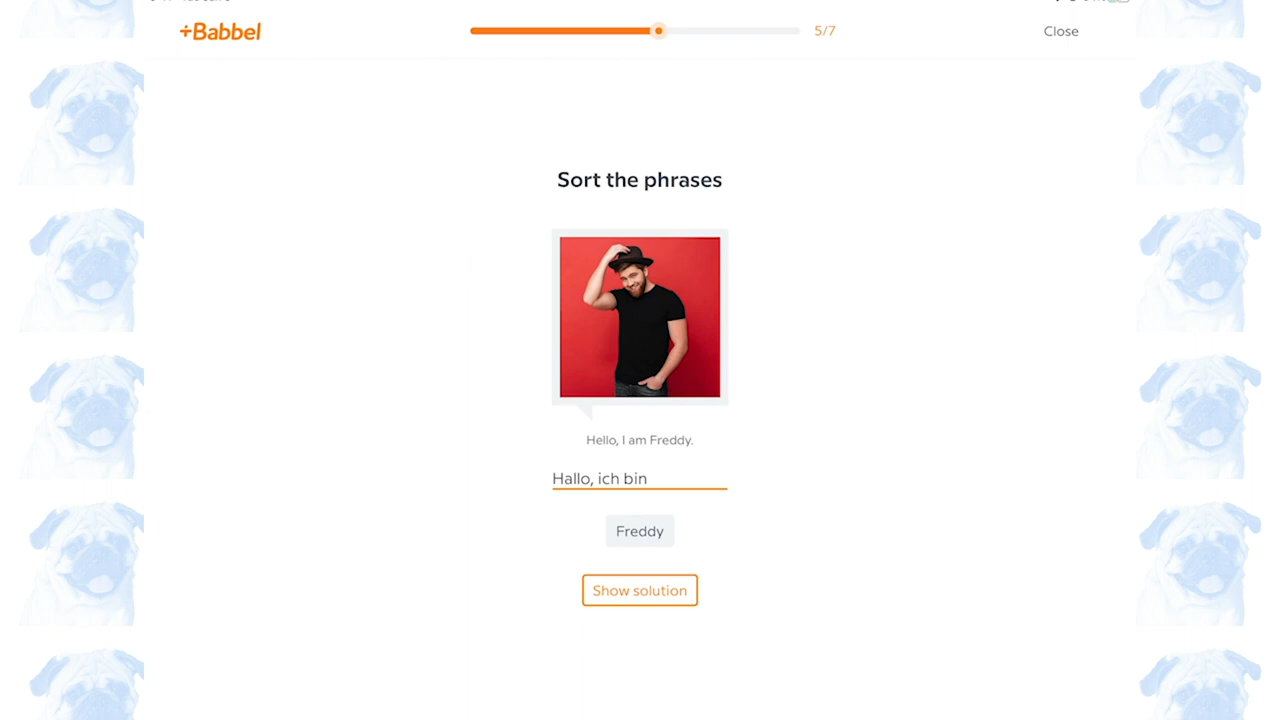 +Babbel
5/7
Close
Sort the phrases
Hello, I am Freddy.
Hallo, ich bin
Freddy
Show solution